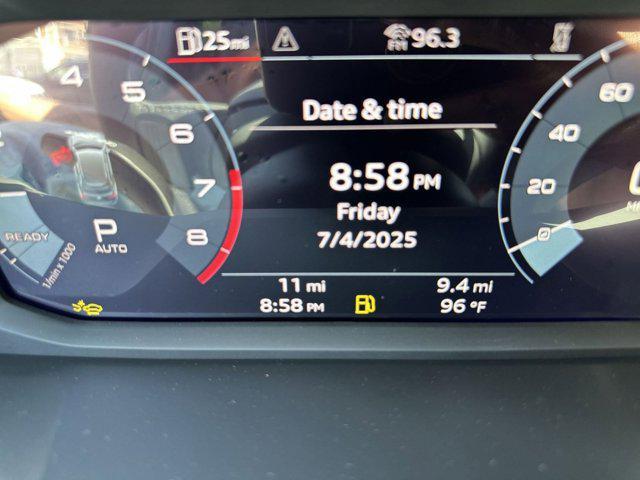 25mi
FM 96.3
4
5
6
7
8
Date & time
8:58 PM
Friday
7/4/2025
60
40
20
0
READY
P
AUTO
1/min x 1000
11 mi
9.4 mi
8:58 PM
96 °F